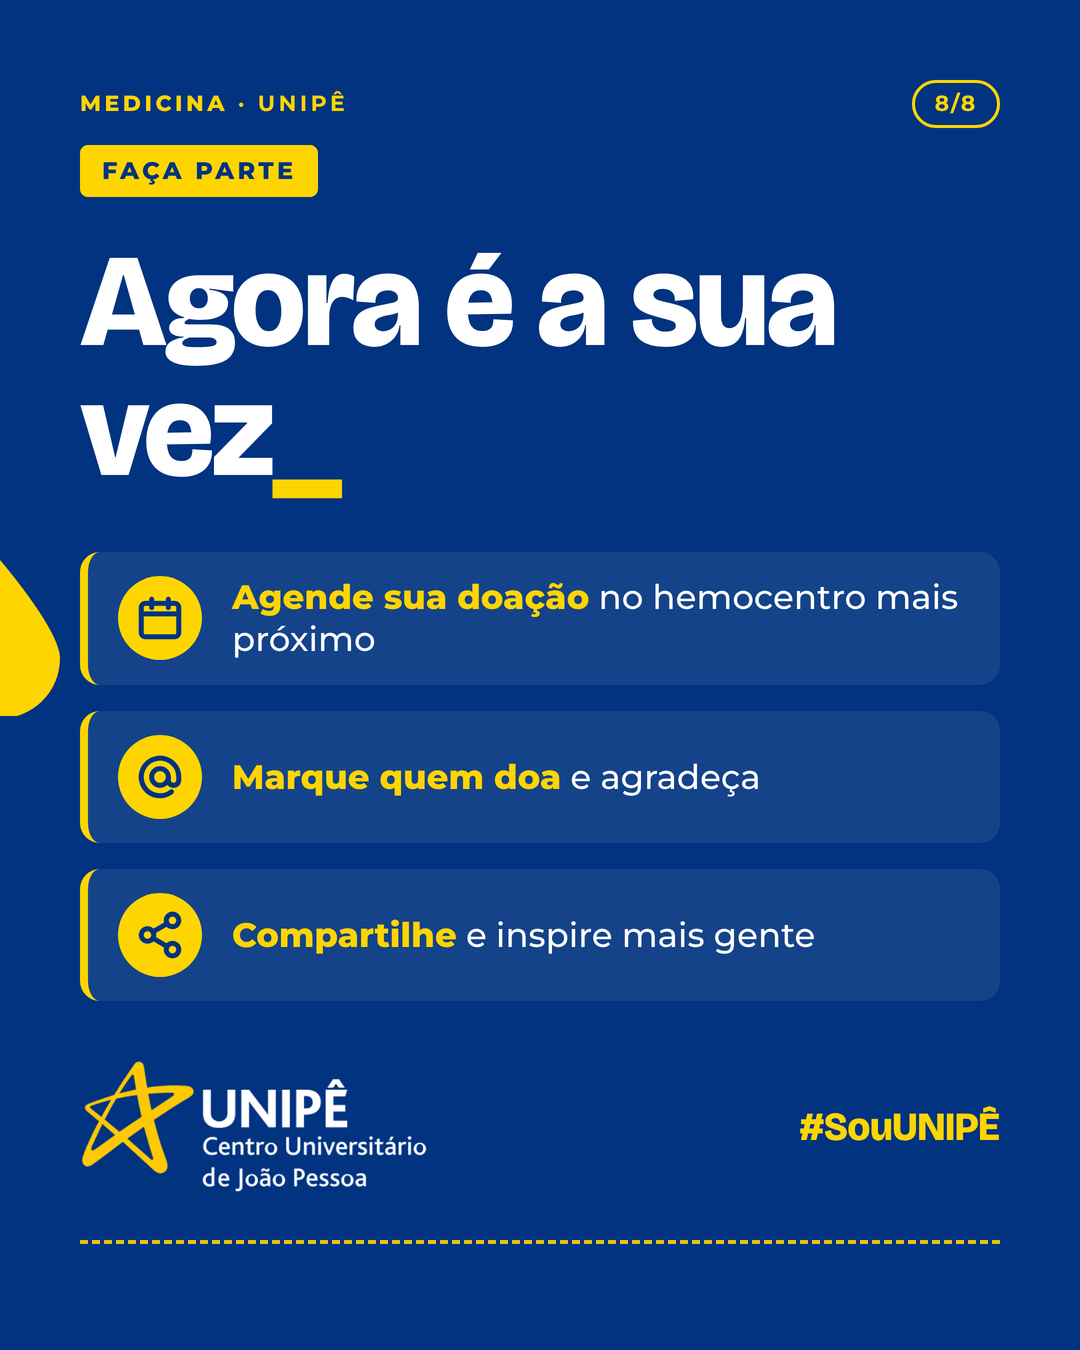 MEDICINA · UNIPÊ
8/8
FAÇA PARTE
Agora é a sua
vez_
Agende sua doação no hemocentro mais
próximo
Marque quem doa e agradeça
Compartilhe e inspire mais gente
UNIPÊ
Centro Universitário
de João Pessoa
#SouUNIPÊ